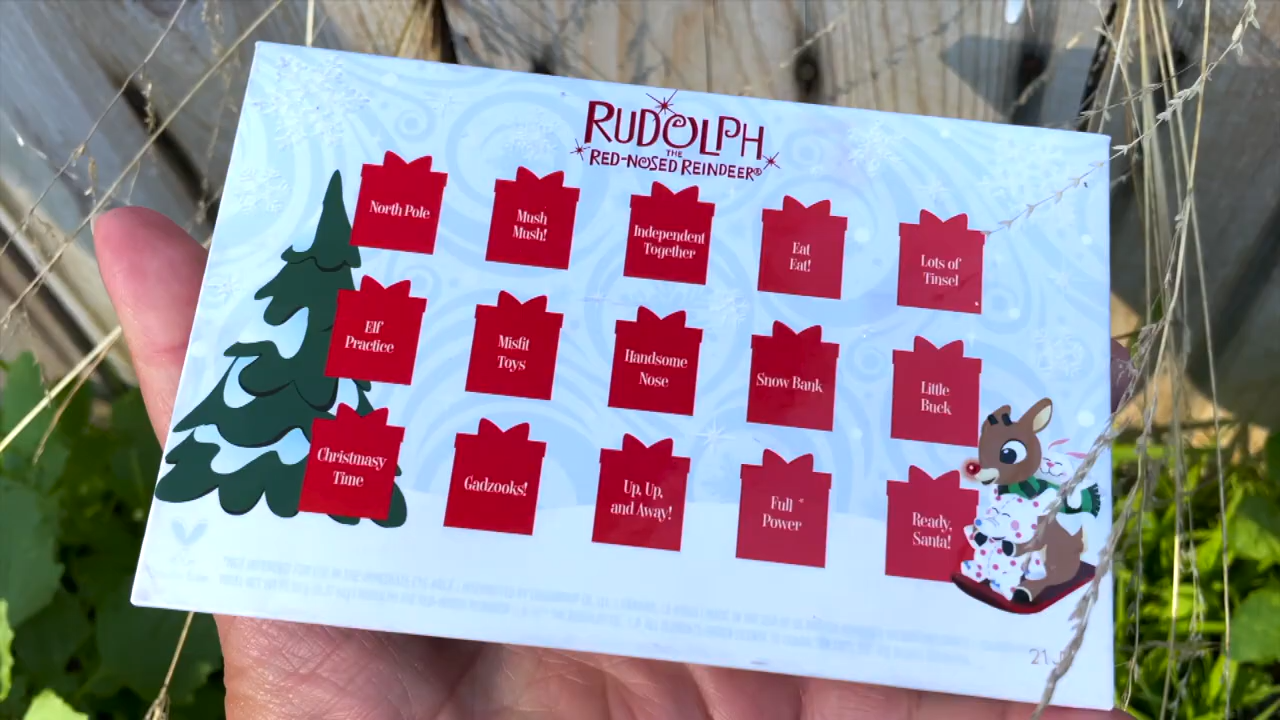 RUDOLPH
THE
RED-NOSED REINDEER®
North Pole
Mush
Mush!
Independent
Together
Eat
Eat!
Lots of
Tinsel
Elf
Practice
Misfit
Toys
Handsome
Nose
Snow Bank
Little
Buck
Christmasy
Time
Gadzooks!
Up, Up,
and Away!
Full
Power
Ready,
Santa!